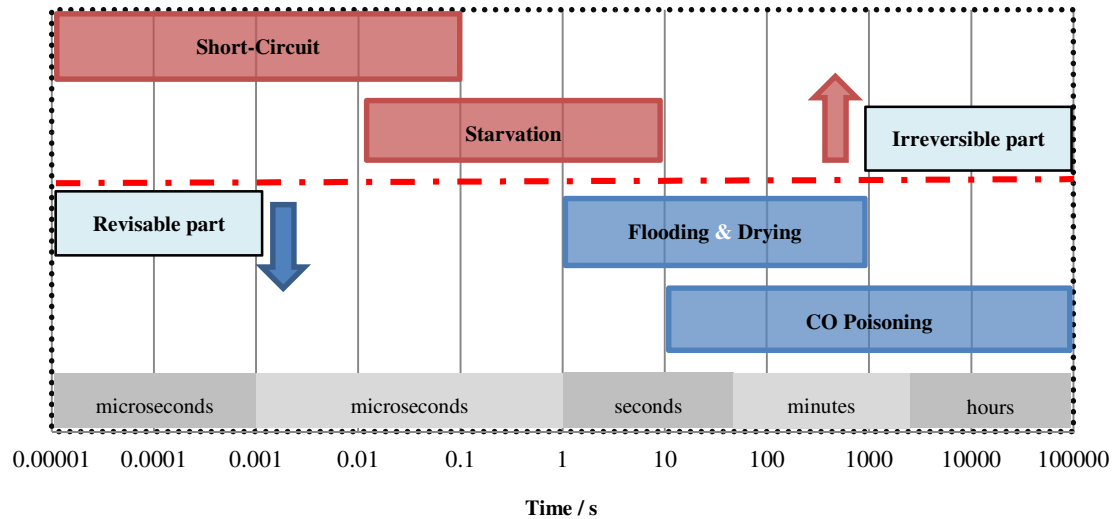 Short-Circuit
Starvation
Irreversible part
Revisable part
Flooding & Drying
CO Poisoning
microseconds microseconds seconds minutes hours
0.00001 0.0001 0.001 0.01 0.1 1 10 100 1000 10000 100000
Time / s